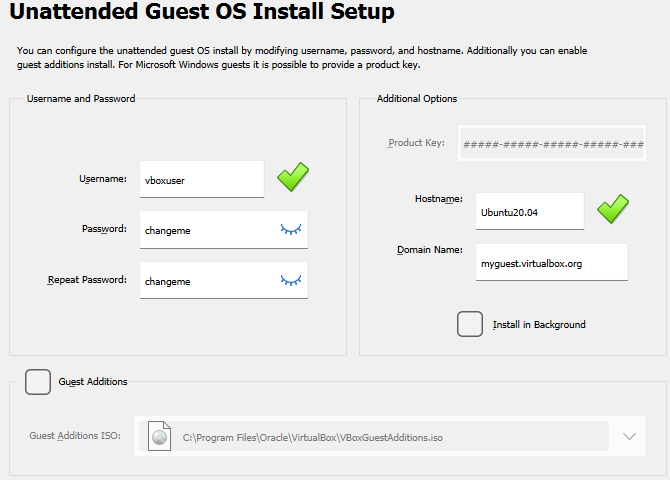 Unattended Guest OS Install Setup
You can configure the unattended guest OS install by modifying username, password, and hostname. Additionally you can enable
guest additions install. For Microsoft Windows guests it is possible to provide a product key.
Username and Password
Username: vboxuser
Password: changeme
Repeat Password: changeme
Additional Options
Product Key: #####-#####-#####-#####-###
Hostname: Ubuntu20.04
Domain Name: myguest.virtualbox.org
Install in Background
Guest Additions
Guest Additions ISO: C:\Program Files\Oracle\VirtualBox\VBoxGuestAdditions.iso